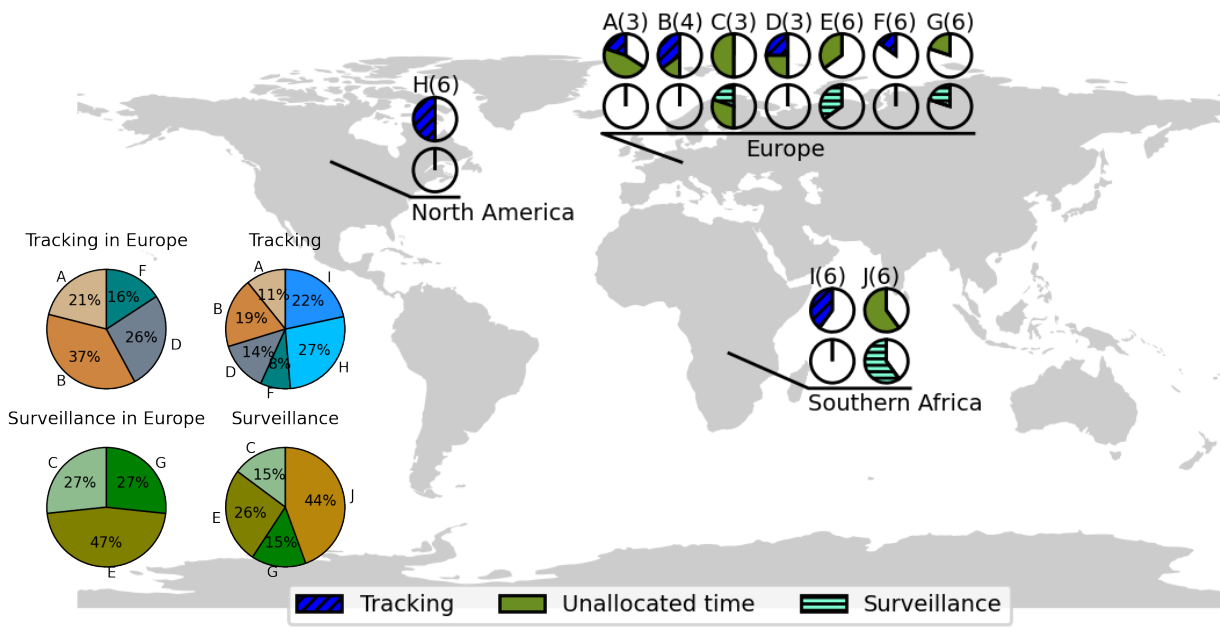 A(3) B(4) C(3) D(3) E(6) F(6) G(6)
Europe
H(6)
North America
I(6) J(6)
Southern Africa
Tracking in Europe
A
F
21%
16%
26%
D
37%
B
Tracking
A
I
11%
22%
B
19%
14%
8%
27%
H
D
F
Surveillance in Europe
C
G
27%
27%
47%
E
Surveillance
C
15%
44%
J
E
26%
15%
G
Tracking Unallocated time Surveillance